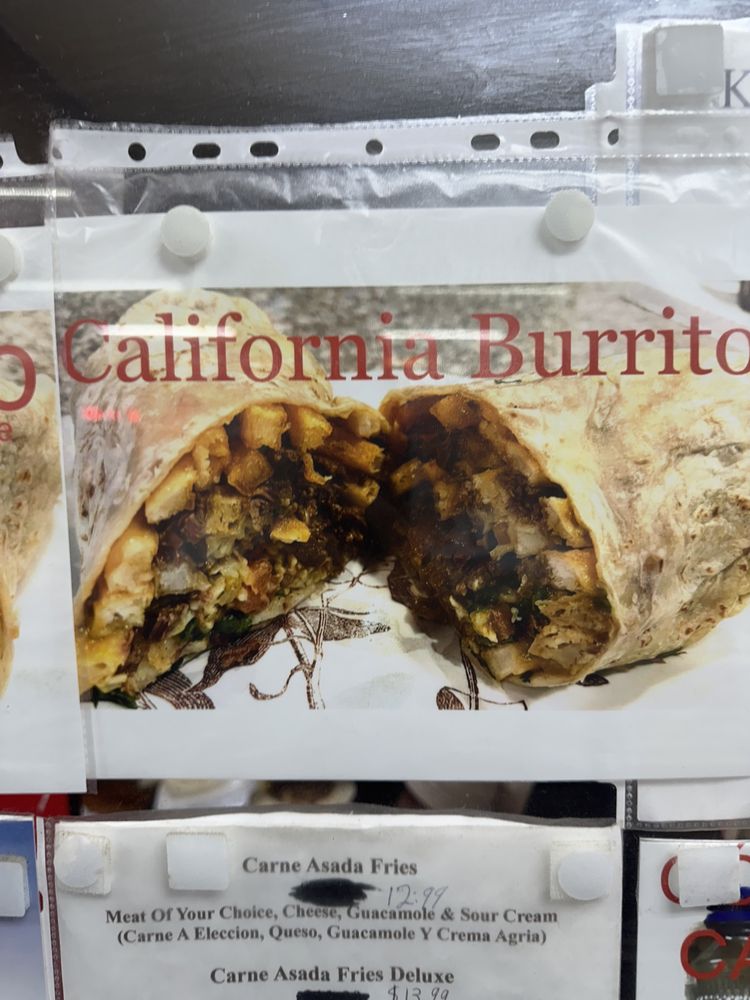 K
California Burrito
Carne Asada Fries
12.99
Meat Of Your Choice, Cheese, Guacamole & Sour Cream
(Carne A Eleccion, Queso, Guacamole Y Crema Agria)
Carne Asada Fries Deluxe
$13.99
CA